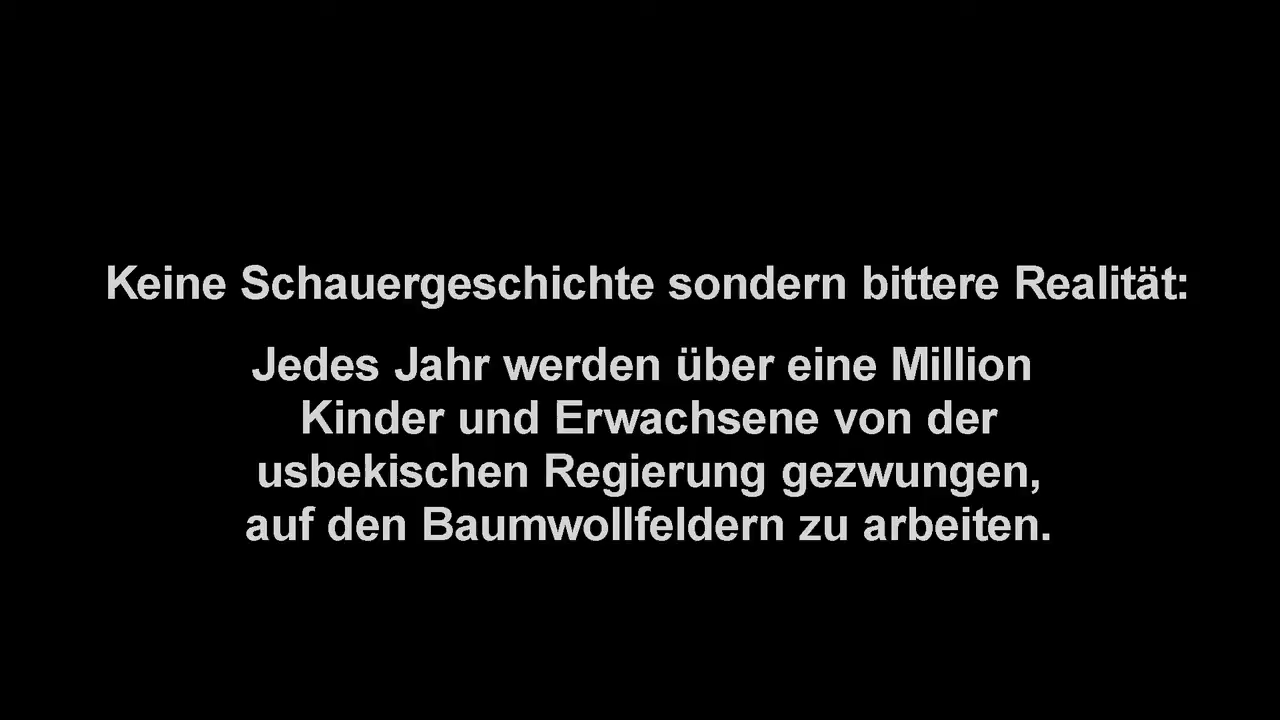 Keine Schauergeschichte sondern bittere Realität:
Jedes Jahr werden über eine Million
Kinder und Erwachsene von der
usbekischen Regierung gezwungen,
auf den Baumwollfeldern zu arbeiten.